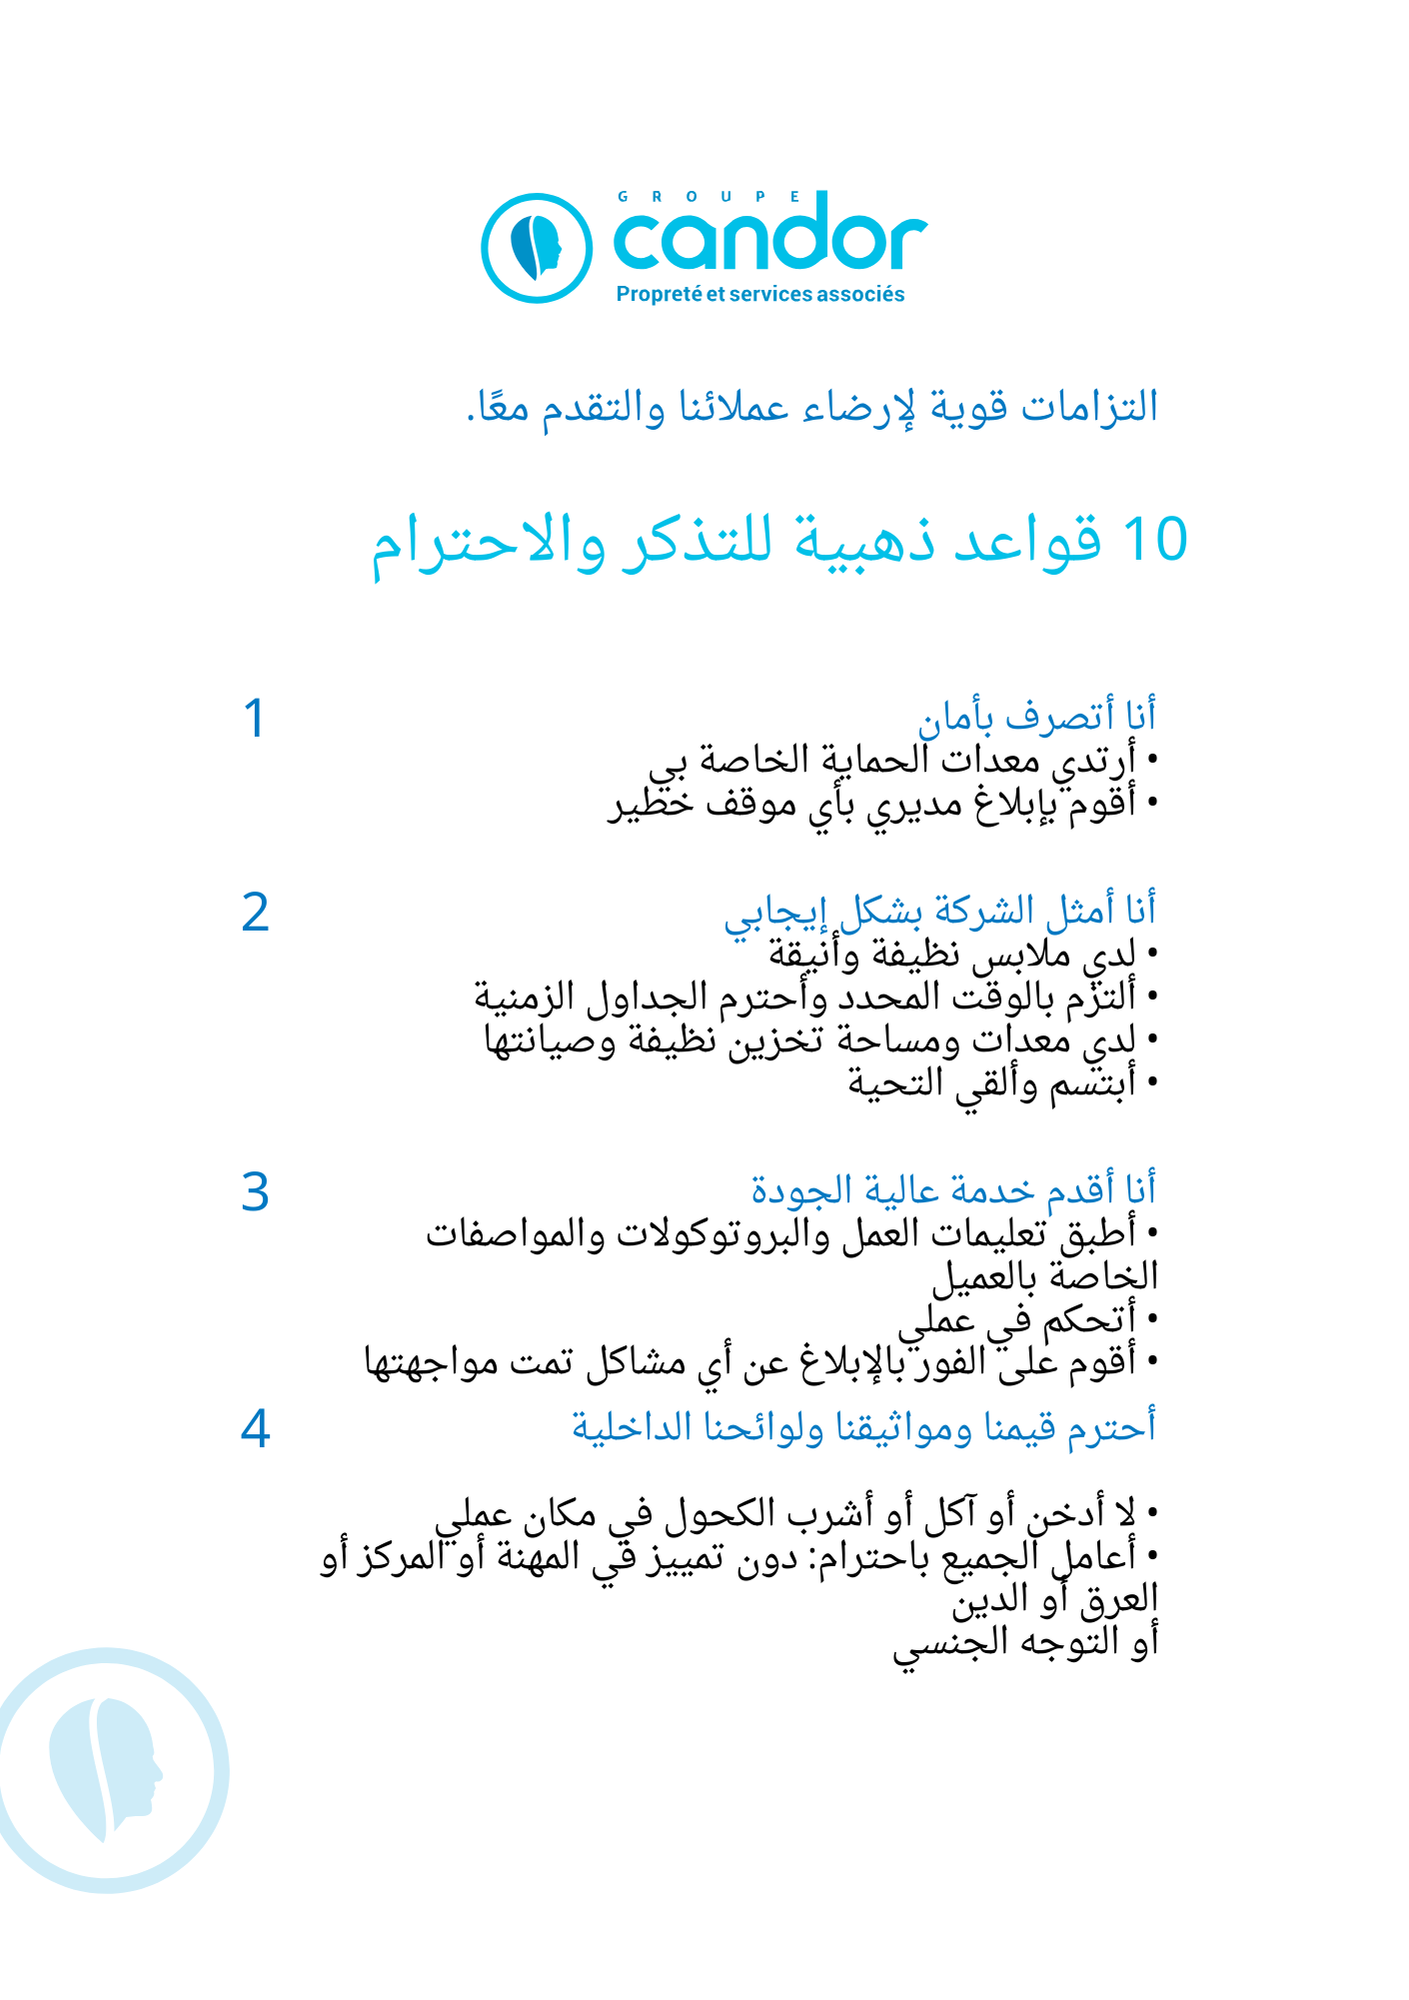 GROUPE
candor
Propreté et services associés
التزامات قوية لإرضاء عملائنا والتقدم معًا.
10 قواعد ذهبية للتذكر والاحترام
1
أنا أتصرف بأمان
• أرتدي معدات الحماية الخاصة بي
• أقوم بإبلاغ مديري بأي موقف خطير
2
أنا أمثل الشركة بشكل إيجابي
• لدي ملابس نظيفة وأنيقة
• ألتزم بالوقت المحدد وأحترم الجداول الزمنية
• لدي معدات ومساحة تخزين نظيفة وصيانتها
• أبتسم وألقي التحية
3
أنا أقدم خدمة عالية الجودة
• أطبق تعليمات العمل والبروتوكولات والمواصفات
الخاصة بالعميل
• أتحكم في عملي
• أقوم على الفور بالإبلاغ عن أي مشاكل تمت مواجهتها
4
أحترم قيمنا ومواثيقنا ولوائحنا الداخلية
• لا أدخن أو آكل أو أشرب الكحول في مكان عملي
• أعامل الجميع باحترام: دون تمييز في المهنة أو المركز أو
العرق أو الدين
أو التوجه الجنسي